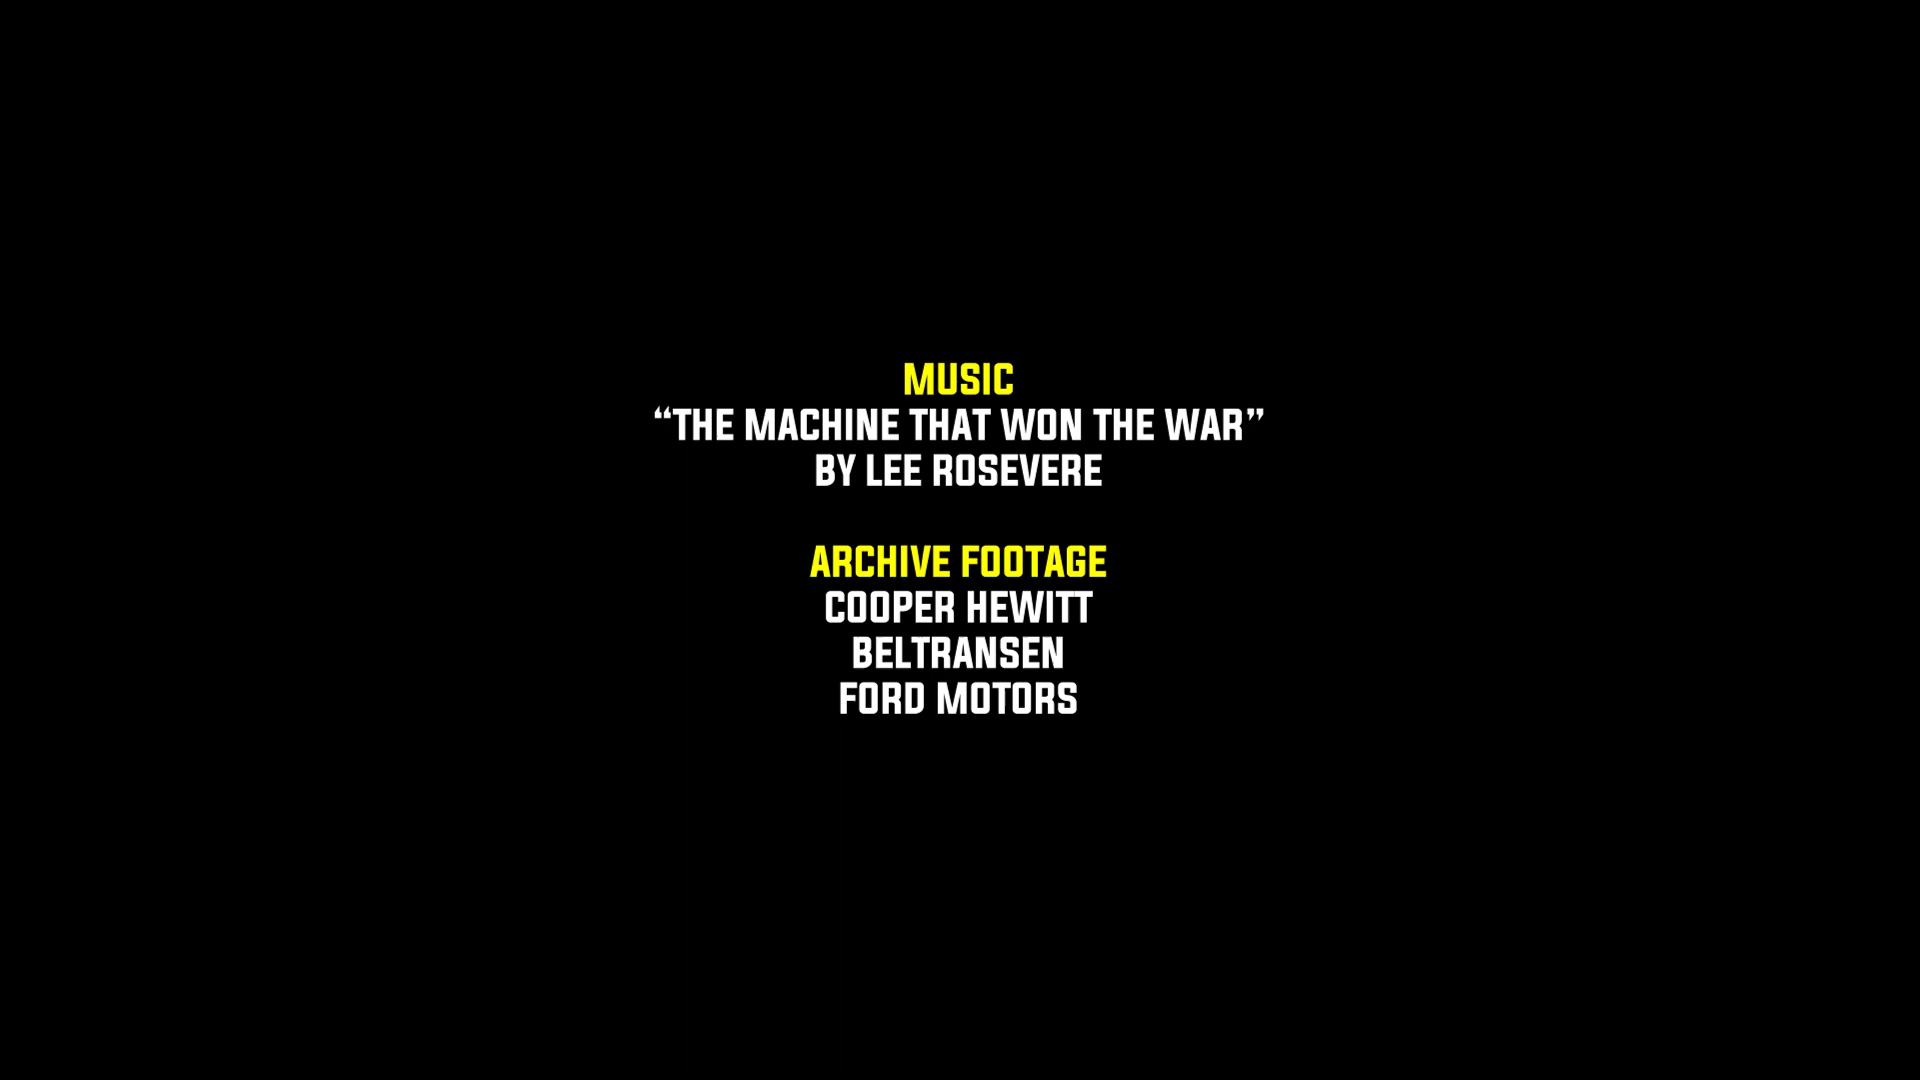 MUSIC
“THE MACHINE THAT WON THE WAR”
BY LEE ROSEVERE
ARCHIVE FOOTAGE
COOPER HEWITT
BELTRANSEN
FORD MOTORS